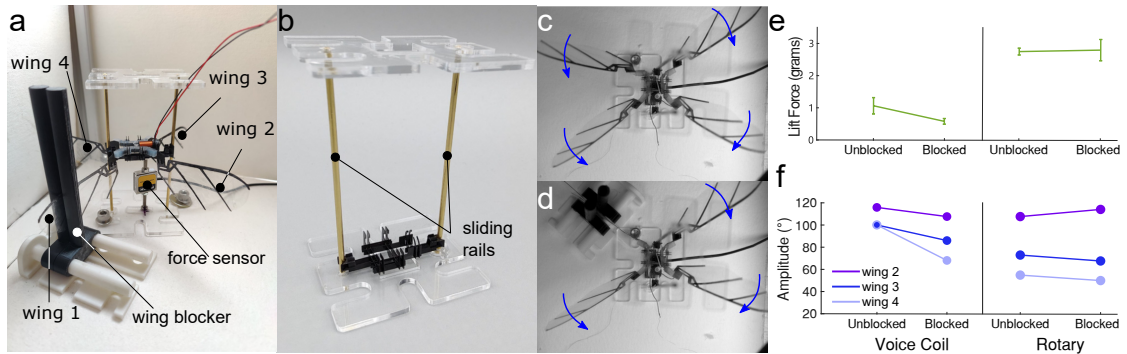 a
wing 4
wing 3
wing 2
force sensor
wing 1
wing blocker
b
sliding
rails
c
d
e
Lift Force (grams)
3
2
1
0
Unblocked
Blocked
Unblocked
Blocked
f
Amplitude (°)
120
100
80
60
40
20
wing 2
wing 3
wing 4
Unblocked
Blocked
Unblocked
Blocked
Voice Coil
Rotary